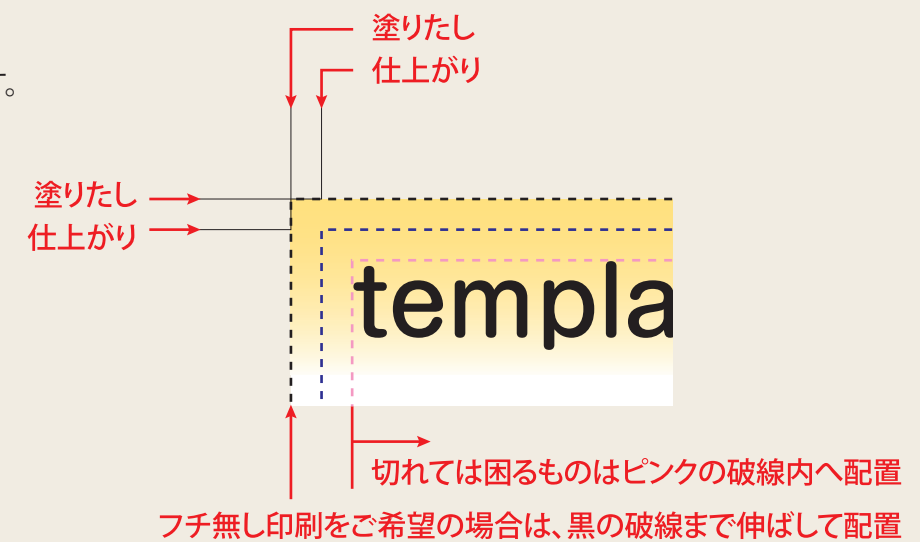 塗りたし
仕上がり
す。
塗りたし
仕上がり
templa
切れては困るものはピンクの破線内へ配置
フチ無し印刷をご希望の場合は、黒の破線まで伸ばして配置